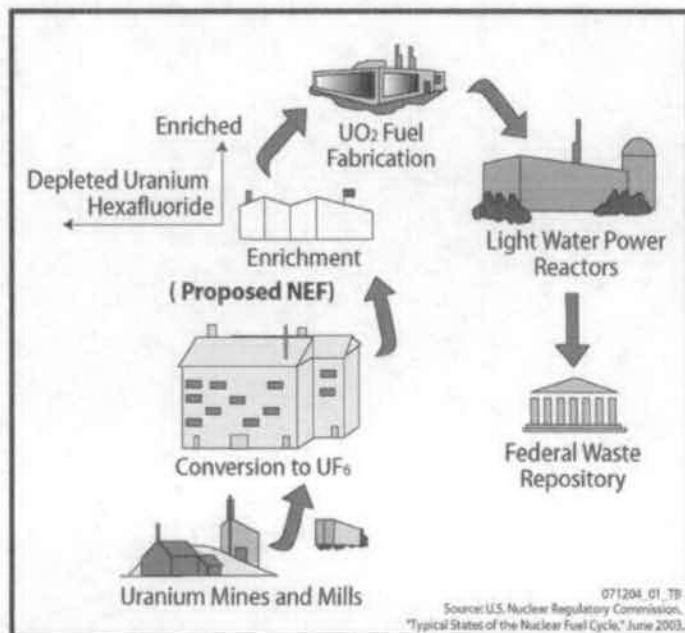 UO₂ Fuel
Fabrication
Enriched
Depleted Uranium
Hexafluoride
Enrichment
(Proposed NEF)
Light Water Power
Reactors
Conversion to UF₆
Federal Waste
Repository
Uranium Mines and Mills
071204_01_TB
Source: U.S. Nuclear Regulatory Commission,
"Typical States of the Nuclear Fuel Cycle," June 2003.